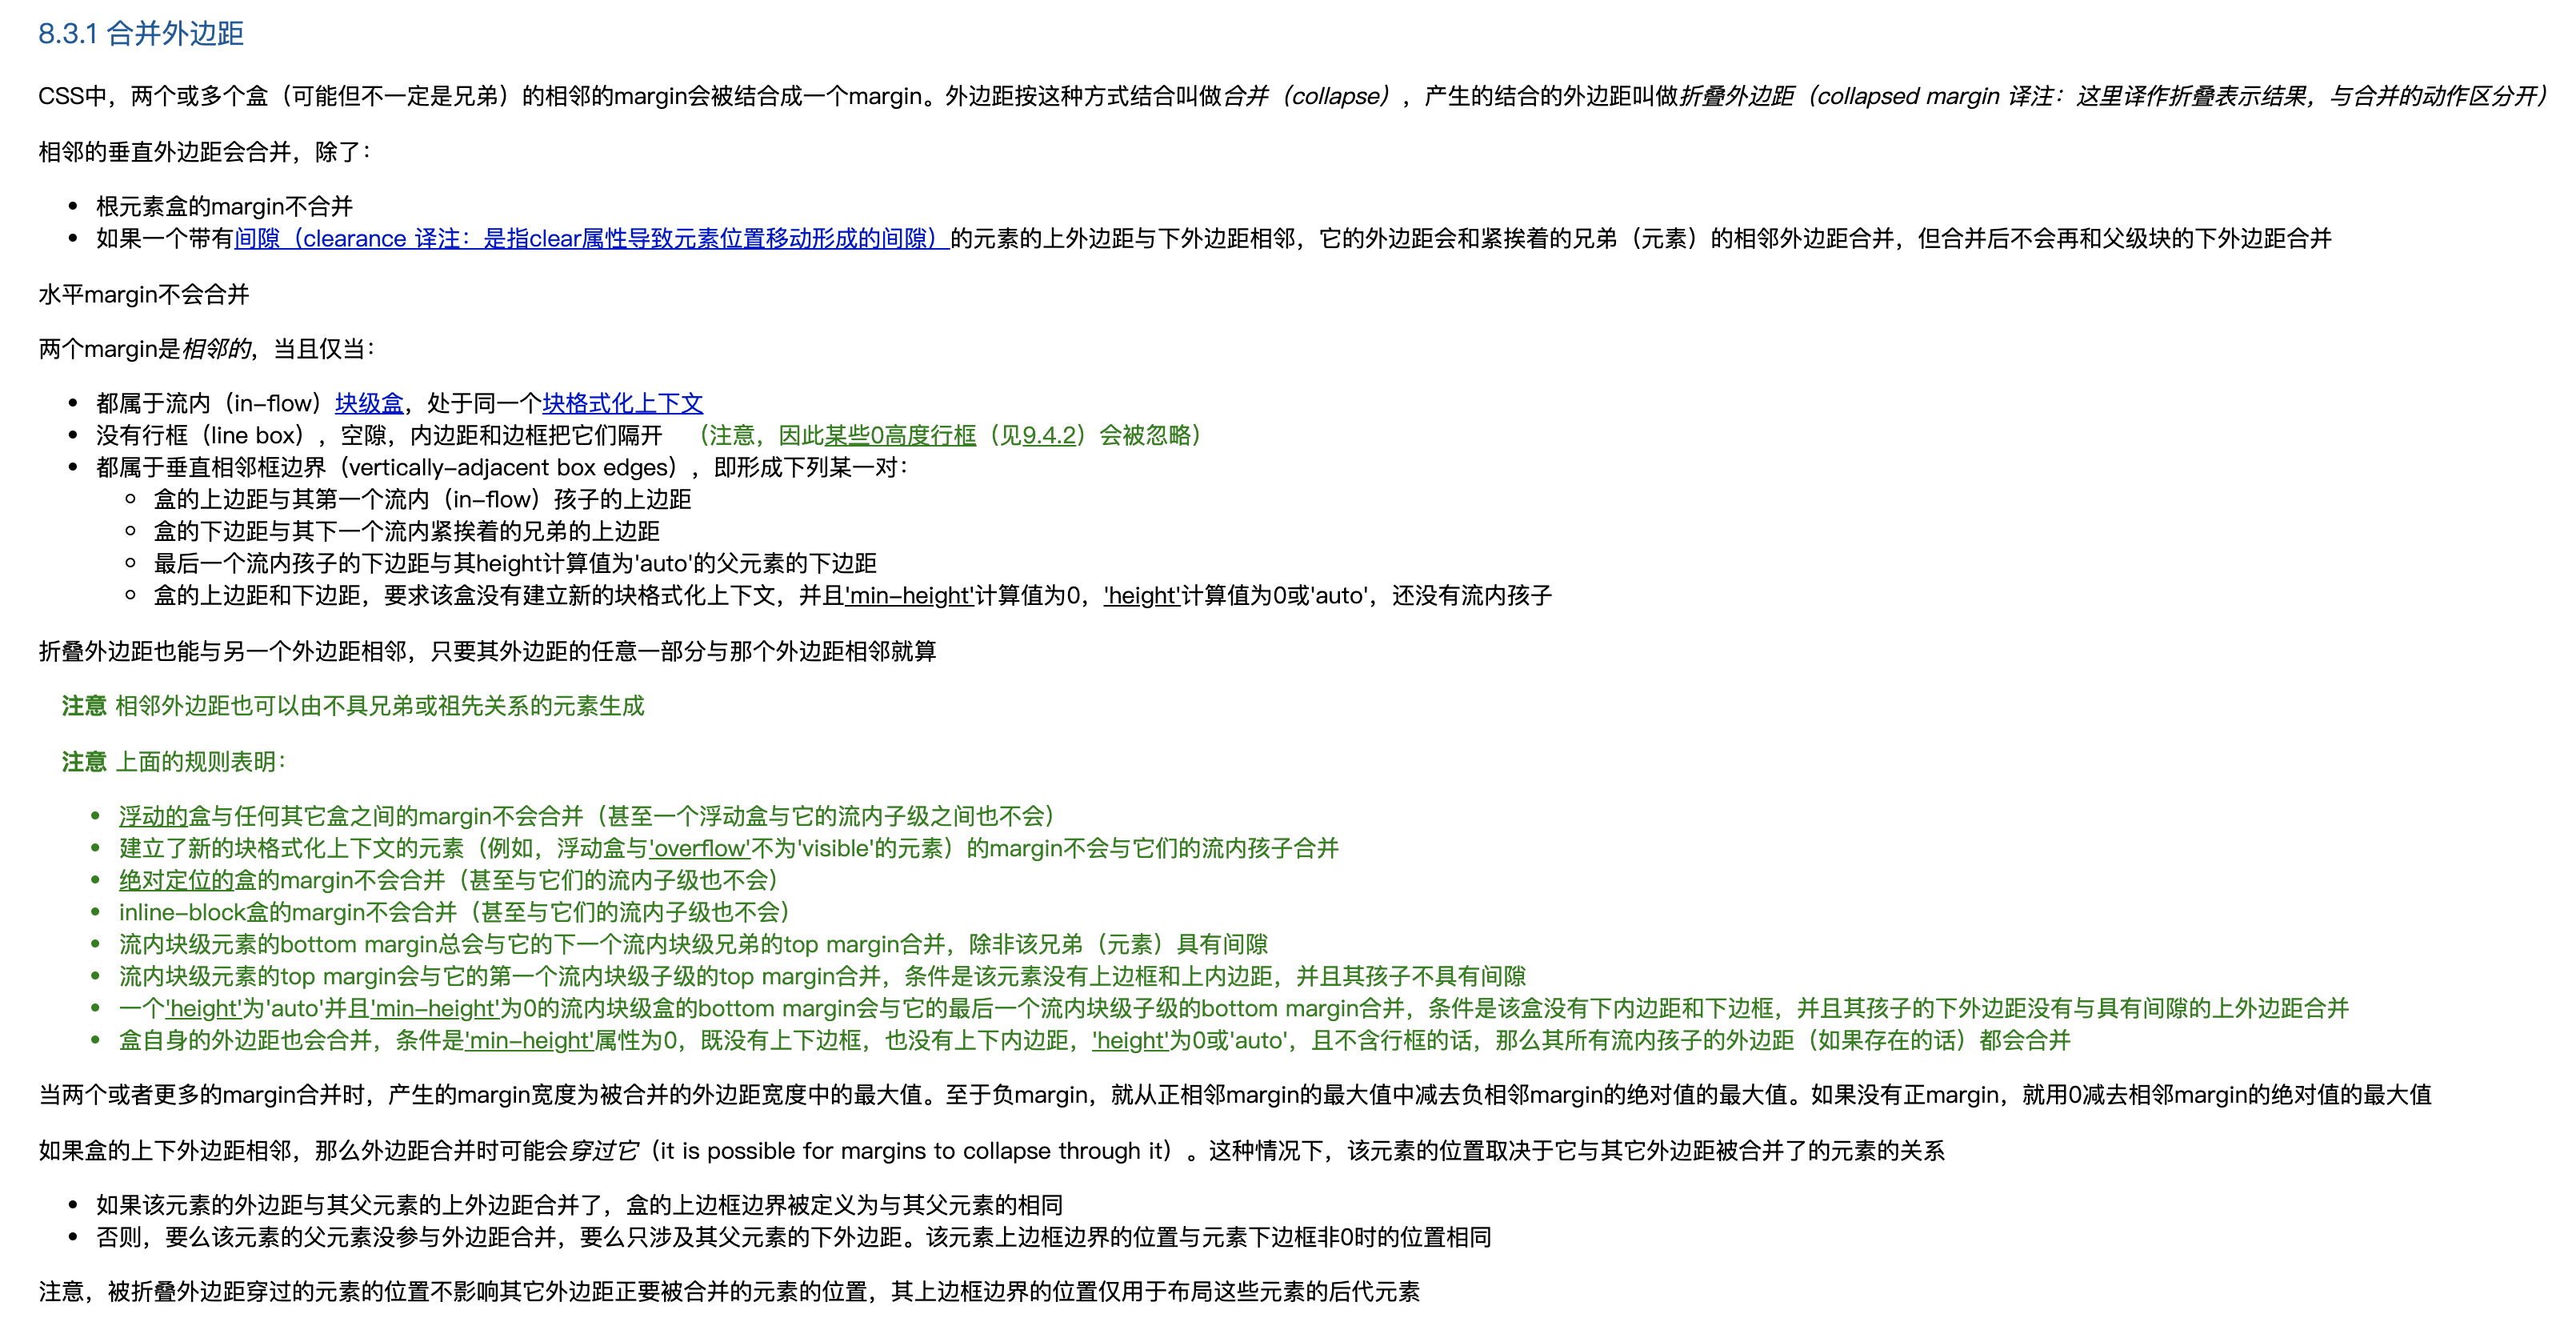 8.3.1 合并外边距
CSS中，两个或多个盒（可能但不一定是兄弟）的相邻的margin会被结合成一个margin。外边距按这种方式结合叫做合并（collapse），产生的结合的外边距叫做折叠外边距（collapsed margin 译注：这里译作折叠表示结果，与合并的动作区分开）
相邻的垂直外边距会合并，除了：
• 根元素盒的margin不合并
• 如果一个带有间隙（clearance 译注：是指clear属性导致元素位置移动形成的间隙）的元素的上外边距与下外边距相邻，它的外边距会和紧挨着的兄弟（元素）的相邻外边距合并，但合并后不会再和父级块的下外边距合并
水平margin不会合并
两个margin是相邻的，当且仅当：
• 都属于流内（in-flow）块级盒，处于同一个块格式化上下文
• 没有行框（line box），空隙，内边距和边框把它们隔开 （注意，因此某些0高度行框（见9.4.2）会被忽略）
• 都属于垂直相邻框边界（vertically-adjacent box edges），即形成下列某一对：
◦ 盒的上边距与其第一个流内（in-flow）孩子的上边距
◦ 盒的下边距与其下一个流内紧挨着的兄弟的上边距
◦ 最后一个流内孩子的下边距与其height计算值为'auto'的父元素的下边距
◦ 盒的上边距和下边距，要求该盒没有建立新的块格式化上下文，并且'min-height'计算值为0，'height'计算值为0或'auto'，还没有流内孩子
折叠外边距也能与另一个外边距相邻，只要其外边距的任意一部分与那个外边距相邻就算
注意 相邻外边距也可以由不具兄弟或祖先关系的元素生成
注意 上面的规则表明：
• 浮动的盒与任何其它盒之间的margin不会合并（甚至一个浮动盒与它的流内子级之间也不会）
• 建立了新的块格式化上下文的元素（例如，浮动盒与'overflow'不为'visible'的元素）的margin不会与它们的流内孩子合并
• 绝对定位的盒的margin不会合并（甚至与它们的流内子级也不会）
• inline-block盒的margin不会合并（甚至与它们的流内子级也不会）
• 流内块级元素的bottom margin总会与它的下一个流内块级兄弟的top margin合并，除非该兄弟（元素）具有间隙
• 流内块级元素的top margin会与它的第一个流内块级子级的top margin合并，条件是该元素没有上边框和上内边距，并且其孩子不具有间隙
• 一个'height'为'auto'并且'min-height'为0的流内块级盒的bottom margin会与它的最后一个流内块级子级的bottom margin合并，条件是该盒没有下内边距和下边框，并且其孩子的下外边距没有与具有间隙的上外边距合并
• 盒自身的外边距也会合并，条件是'min-height'属性为0，既没有上下边框，也没有上下内边距，'height'为0或'auto'，且不含行框的话，那么其所有流内孩子的外边距（如果存在的话）都会合并
当两个或者更多的margin合并时，产生的margin宽度为被合并的外边距宽度中的最大值。至于负margin，就从正相邻margin的最大值中减去负相邻margin的绝对值的最大值。如果没有正margin，就用0减去相邻margin的绝对值的最大值
如果盒的上下外边距相邻，那么外边距合并时可能会穿过它（it is possible for margins to collapse through it）。这种情况下，该元素的位置取决于它与其它外边距被合并了的元素的关系
• 如果该元素的外边距与其父元素的上外边距合并了，盒的上边框边界被定义为与其父元素的相同
• 否则，要么该元素的父元素没参与外边距合并，要么只涉及其父元素的下外边距。该元素上边框边界的位置与元素下边框非0时的位置相同
注意，被折叠外边距穿过的元素的位置不影响其它外边距正要被合并的元素的位置，其上边框边界的位置仅用于布局这些元素的后代元素